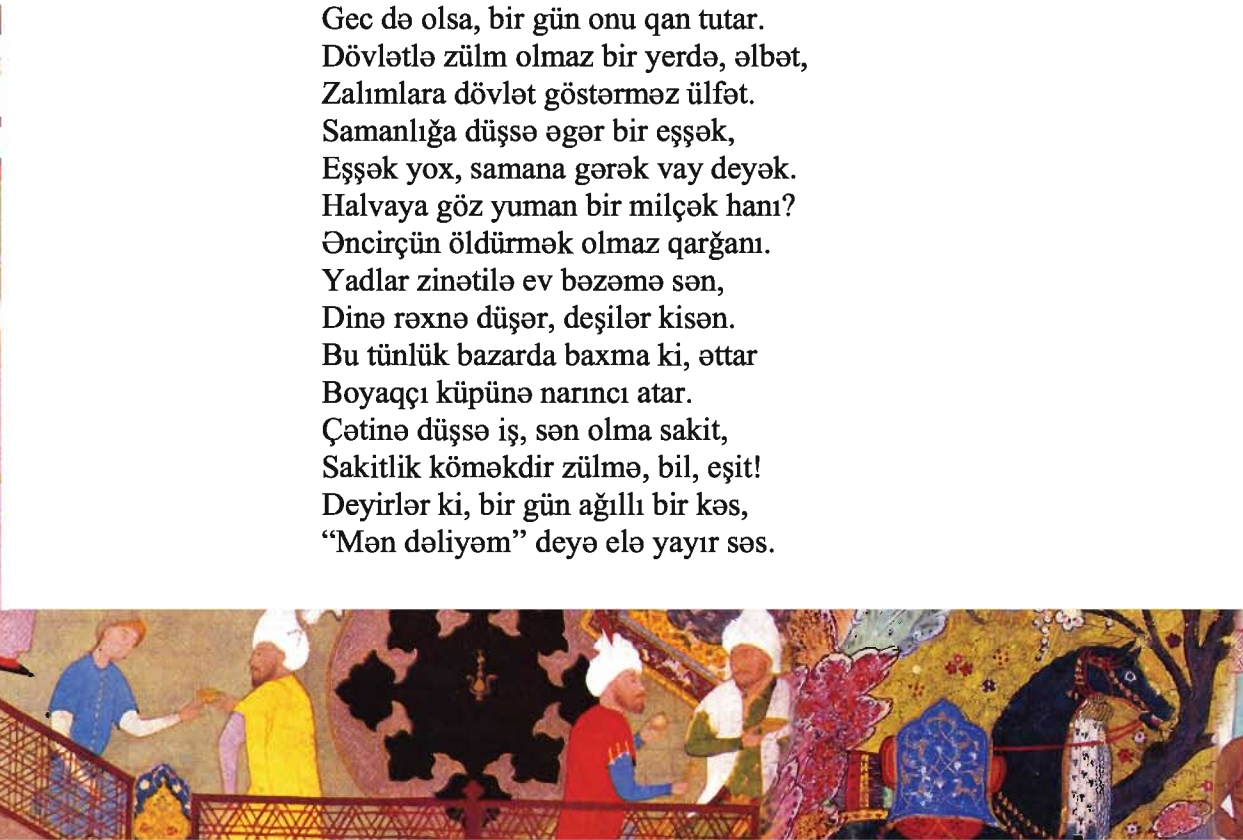 Gec də olsa, bir gün onu qan tutar.
Dövlətlə zülm olmaz bir yerdə, əlbət,
Zalımlara dövlət göstərməz ülfət.
Samanlığa düşsə əgər bir eşşək,
Eşşək yox, samana gərək vay deyək.
Halvaya göz yuman bir milçək hanı?
Əncirçün öldürmək olmaz qarğanı.
Yadlar zinətilə ev bəzəmə sən,
Dinə rəxnə düşər, deşilər kisən.
Bu tünlük bazarda baxma ki, əttar
Boyaqçı küpünə narıncı atar.
Çətinə düşsə iş, sən olma sakit,
Sakitlik köməkdir zülmə, bil, eşit!
Deyirlər ki, bir gün ağıllı bir kəs,
“Mən dəliyəm” deyə elə yayır səs.